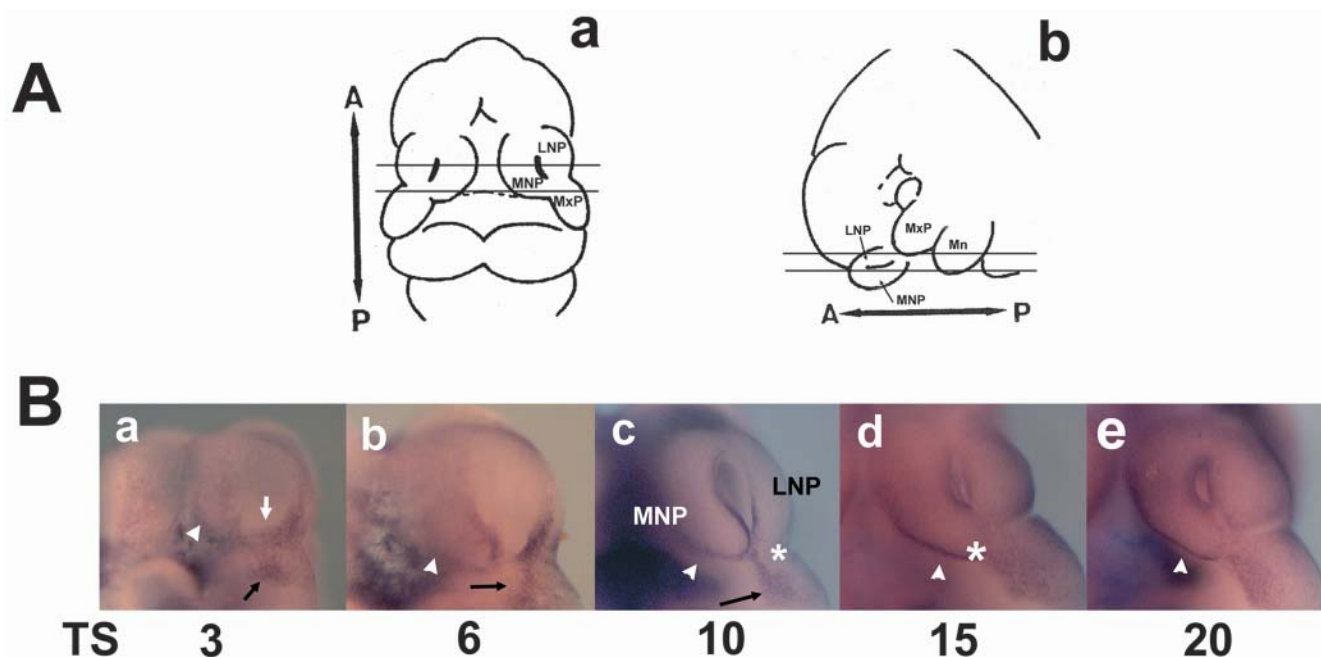 A
a
A
P
LNP
MNP
MxP
b
LNP
MxP
Mn
MNP
A P
B
a b c d e
MNP LNP
* *
TS 3 6 10 15 20